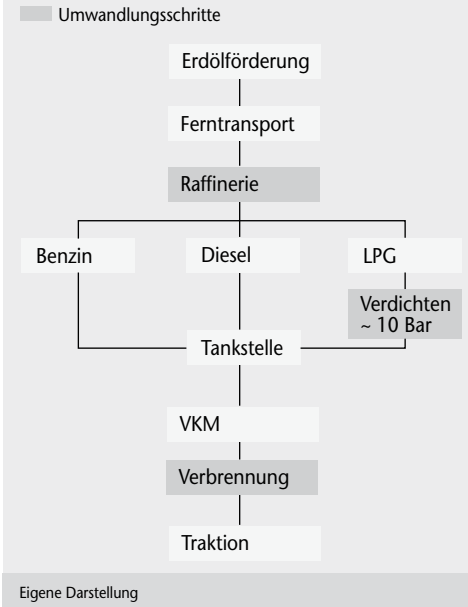 Umwandlungsschritte
Erdölförderung
Ferntransport
Raffinerie
Benzin
Diesel
LPG
Verdichten
~ 10 Bar
Tankstelle
VKM
Verbrennung
Traktion
Eigene Darstellung